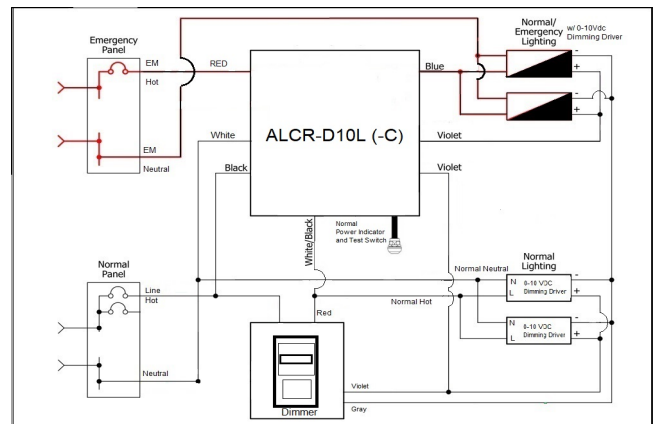 Normal/
Emergency
Lighting
w/ 0-10Vdc
Dimming Driver
Emergency
Panel
EM
Hot
RED
Blue
-
+
-
+
EM
Neutral
White
Black
ALCR-D10L (-C)
Violet
Violet
White/Black
Normal
Power Indicator
and Test Switch
Normal
Panel
Line
Hot
Neutral
Normal Neutral
Normal Hot
Normal
Lighting
N
L
0-10 VDC
Dimming Driver
-
+
N
L
0-10 VDC
Dimming Driver
-
+
Red
Dimmer
Violet
Gray